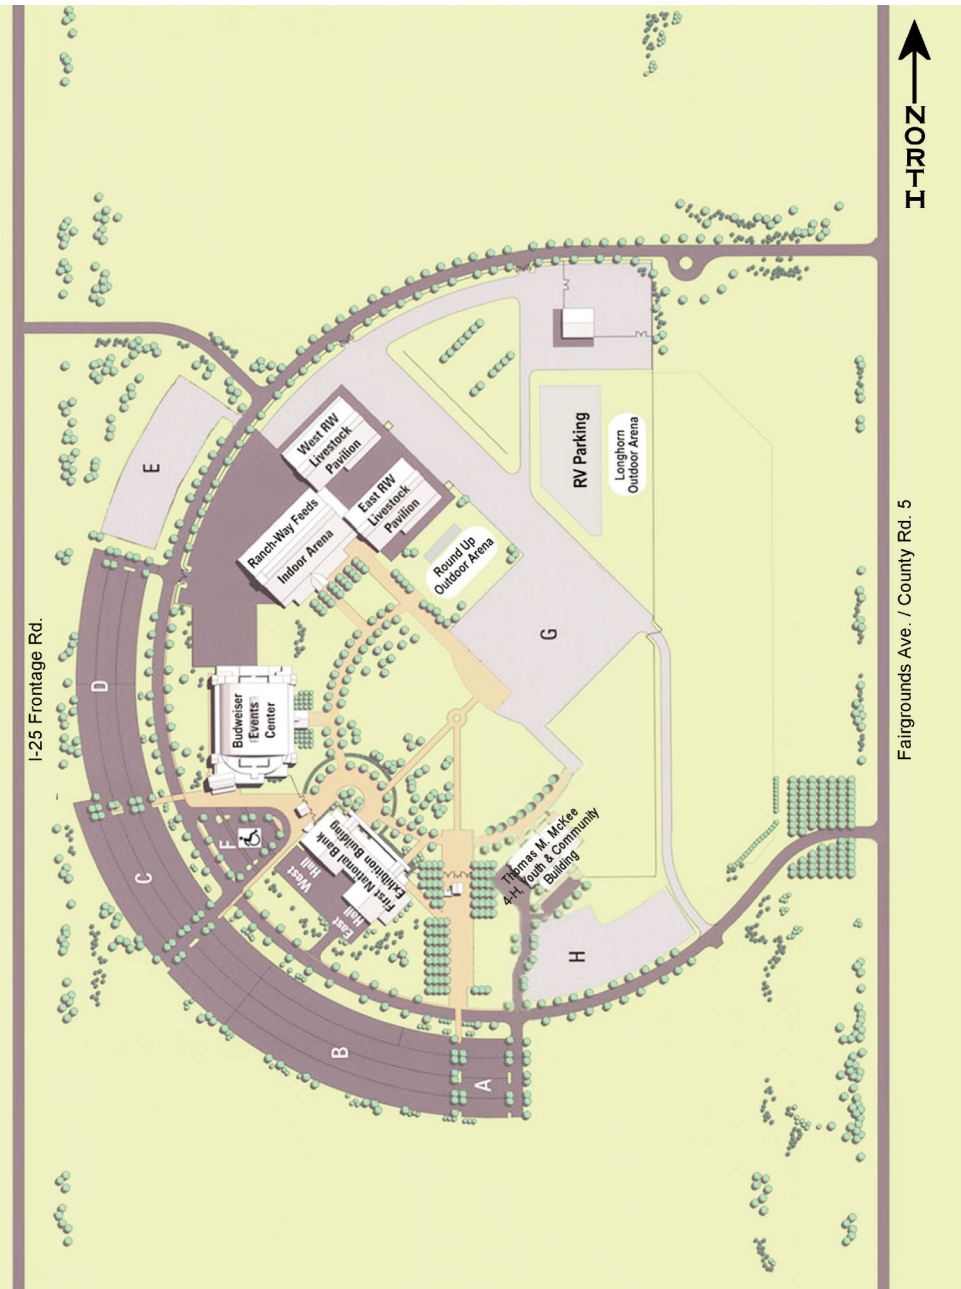 NORTH
West RW
Livestock
Pavilion
RV Parking
Longhorn
Outdoor Arena
E
East RW
Livestock
Pavilion
Ranch-Way Feeds
Indoor Arena
Round Up
Outdoor Arena
Fairgrounds Ave. / County Rd. 5
I-25 Frontage Rd.
G
D
Budweiser
Events
Center
F
C
First National Bank
Exhibition Building
West
Hall
East
Hall
Thomas M. McKee
4-H, Youth & Community
Building
H
B
A